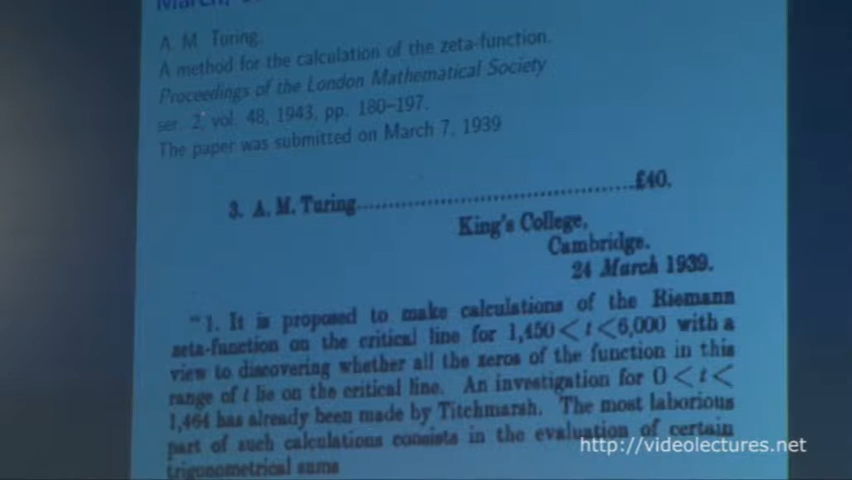 March,
A. M. Turing.
A method for the calculation of the zeta-function.
Proceedings of the London Mathematical Society
ser. 2, vol. 48, 1943, pp. 180–197.
The paper was submitted on March 7, 1939
3. A. M. Turing........................................£40.
King's College,
Cambridge.
24 March 1939.
"1. It is proposed to make calculations of the Riemann
zeta-function on the critical line for 1,450<t<6,000 with a
view to discovering whether all the zeros of the function in this
range of t lie on the critical line. An investigation for 0<t<
1,464 has already been made by Titchmarsh. The most laborious
part of such calculations consists in the evaluation of certain
trigonometrical sums
http://videolectures.net